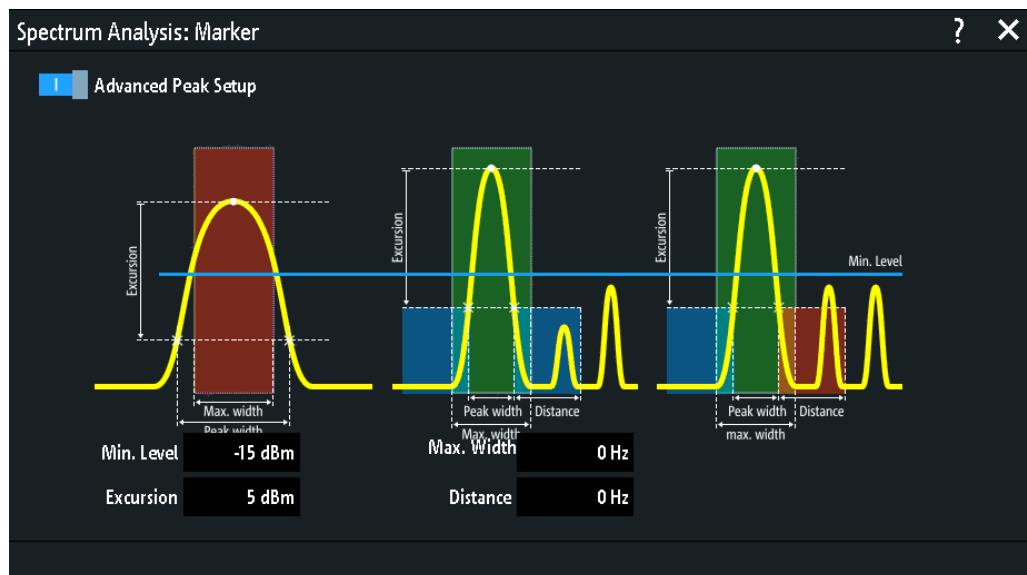 Spectrum Analysis: Marker ? X
I Advanced Peak Setup
Excursion
Max. width
Peak width
Excursion
Peak width Distance
Max. width
Excursion
Min. Level
Peak width Distance
max. width
Min. Level -15 dBm Max. Width 0 Hz
Excursion 5 dBm Distance 0 Hz